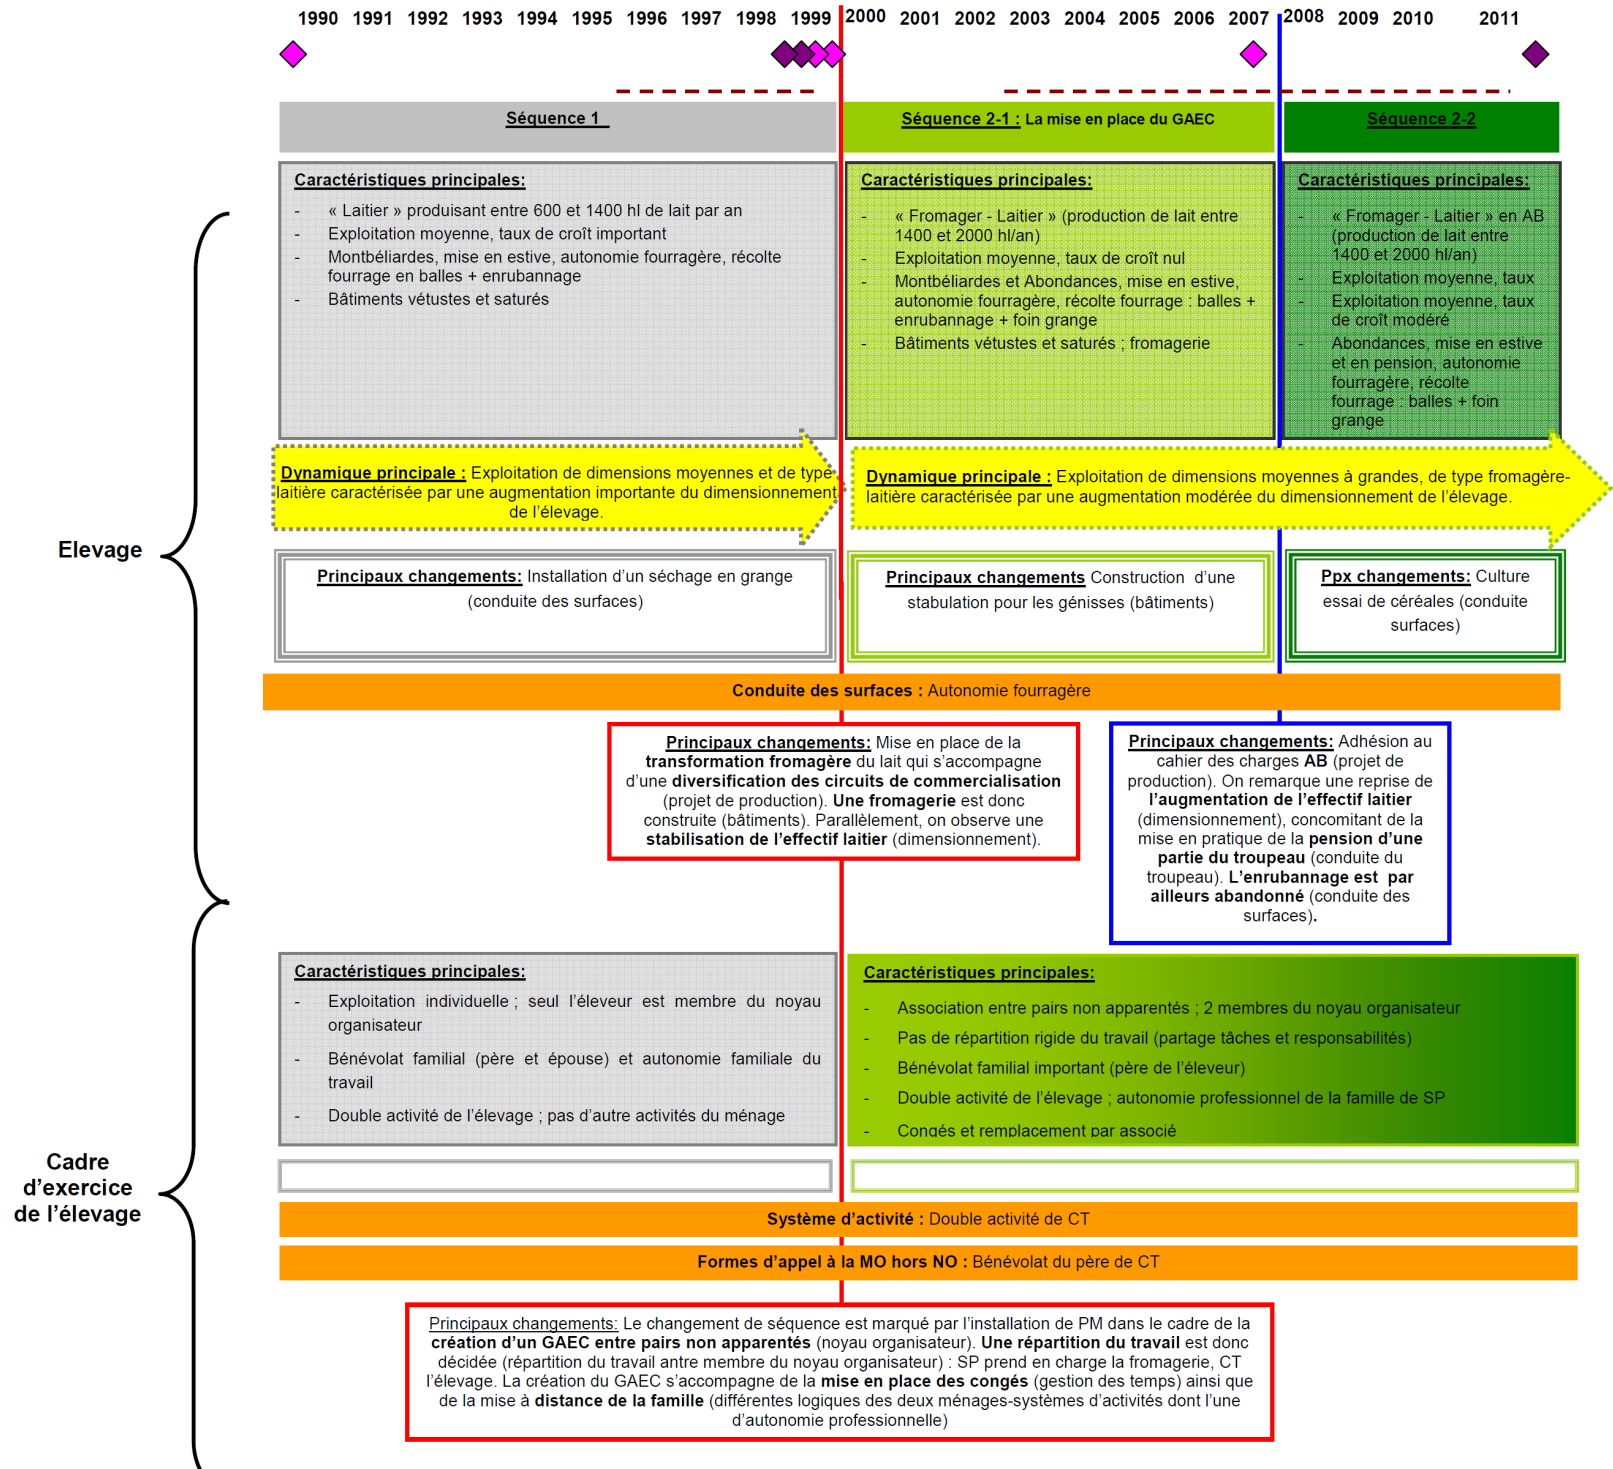 1990 1991 1992 1993 1994 1995 1996 1997 1998 1999 2000 2001 2002 2003 2004 2005 2006 2007 2008 2009 2010 2011
Séquence 1
Séquence 2-1 : La mise en place du GAEC
Séquence 2-2
Elevage
Caractéristiques principales:
- « Laitier » produisant entre 600 et 1400 hl de lait par an
- Exploitation moyenne, taux de croît important
- Montbéliardes, mise en estive, autonomie fourragère, récolte
fourrage en balles + enrubannage
- Bâtiments vétustes et saturés
Caractéristiques principales:
- « Fromager - Laitier » (production de lait entre
1400 et 2000 hl/an)
- Exploitation moyenne, taux de croît nul
- Montbéliardes et Abondances, mise en estive,
autonomie fourragère, récolte fourrage : balles +
enrubannage + foin grange
- Bâtiments vétustes et saturés ; fromagerie
Caractéristiques principales:
- « Fromager - Laitier » en AB
(production de lait entre
1400 et 2000 hl/an)
- Exploitation moyenne, taux
- Exploitation moyenne, taux
de croît modéré
- Abondances, mise en estive
et en pension, autonomie
fourragère, récolte
fourrage : balles + foin
grange
Dynamique principale : Exploitation de dimensions moyennes et de type
laitière caractérisée par une augmentation importante du dimensionnement
de l'élevage.
Dynamique principale : Exploitation de dimensions moyennes à grandes, de type fromagère-
laitière caractérisée par une augmentation modérée du dimensionnement de l'élevage.
Principaux changements: Installation d'un séchage en grange
(conduite des surfaces)
Principaux changements Construction d'une
stabulation pour les génisses (bâtiments)
Ppx changements: Culture
essai de céréales (conduite
surfaces)
Conduite des surfaces : Autonomie fourragère
Principaux changements: Mise en place de la
transformation fromagère du lait qui s'accompagne
d'une diversification des circuits de commercialisation
(projet de production). Une fromagerie est donc
construite (bâtiments). Parallèlement, on observe une
stabilisation de l'effectif laitier (dimensionnement).
Principaux changements: Adhésion au
cahier des charges AB (projet de
production). On remarque une reprise de
l'augmentation de l'effectif laitier
(dimensionnement), concomitant de la
mise en pratique de la pension d'une
partie du troupeau (conduite du
troupeau). L'enrubannage est par
ailleurs abandonné (conduite des
surfaces).
Cadre
d'exercice
de l'élevage
Caractéristiques principales:
- Exploitation individuelle ; seul l'éleveur est membre du noyau
organisateur
- Bénévolat familial (père et épouse) et autonomie familiale du
travail
- Double activité de l'élevage ; pas d'autre activités du ménage
Caractéristiques principales:
- Association entre pairs non apparentés ; 2 membres du noyau organisateur
- Pas de répartition rigide du travail (partage tâches et responsabilités)
- Bénévolat familial important (père de l'éleveur)
- Double activité de l'élevage ; autonomie professionnel de la famille de SP
- Congés et remplacement par associé
Système d'activité : Double activité de CT
Formes d'appel à la MO hors NO : Bénévolat du père de CT
Principaux changements: Le changement de séquence est marqué par l'installation de PM dans le cadre de la
création d'un GAEC entre pairs non apparentés (noyau organisateur). Une répartition du travail est donc
décidée (répartition du travail antre membre du noyau organisateur) : SP prend en charge la fromagerie, CT
l'élevage. La création du GAEC s'accompagne de la mise en place des congés (gestion des temps) ainsi que
de la mise à distance de la famille (différentes logiques des deux ménages-systèmes d'activités dont l'une
d'autonomie professionnelle)